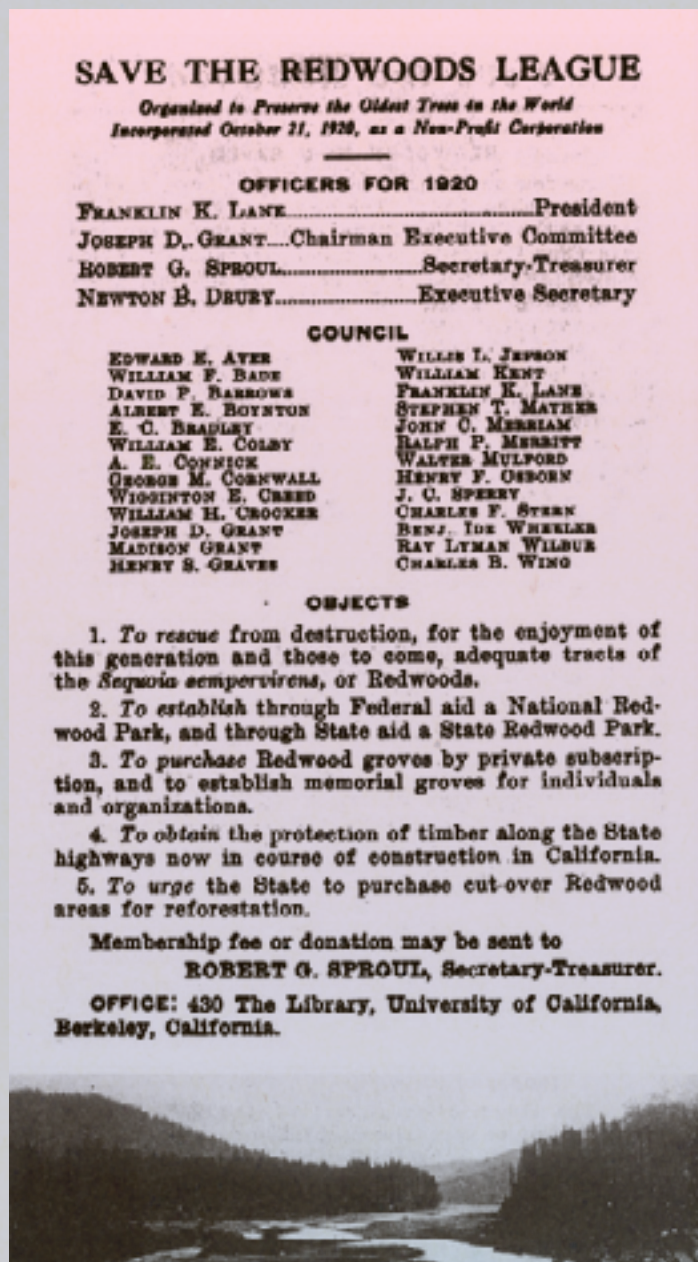 SAVE THE REDWOODS LEAGUE
Organized to Preserve the Oldest Trees in the World
Incorporated October 21, 1920, as a Non-Profit Corporation
OFFICERS FOR 1920
FRANKLIN K. LANE........................................President
JOSEPH D. GRANT....Chairman Executive Committee
ROBERT G. SPROUL......................Secretary-Treasurer
NEWTON B. DRURY......................Executive Secretary
COUNCIL
EDWARD E. AYER
WILLIAM F. BADE
DAVID P. BARROWS
ALBERT E. BOYNTON
E. C. BRADLEY
WILLIAM E. COLBY
A. E. CONNICK
GEORGE M. CORNWALL
WIGGINTON E. CREED
WILLIAM H. CROCKER
JOSEPH D. GRANT
MADISON GRANT
HENRY S. GRAVES
WILLIS L. JEPSON
WILLIAM KENT
FRANKLIN K. LANE
STEPHEN T. MATHER
JOHN C. MERRIAM
RALPH P. MERRITT
WALTER MULFORD
HENRY F. OSBORN
J. C. SPERRY
CHARLES F. STERN
BENJ. IDE WHEELER
RAY LYMAN WILBUR
CHARLES B. WING
OBJECTS
1. To rescue from destruction, for the enjoyment of
this generation and those to come, adequate tracts of
the Sequoia sempervirens, or Redwoods.
2. To establish through Federal aid a National Red-
wood Park, and through State aid a State Redwood Park.
3. To purchase Redwood groves by private subscrip-
tion, and to establish memorial groves for individuals
and organizations.
4. To obtain the protection of timber along the State
highways now in course of construction in California.
5. To urge the State to purchase cut-over Redwood
areas for reforestation.
Membership fee or donation may be sent to
ROBERT G. SPROUL, Secretary-Treasurer.
OFFICE: 430 The Library, University of California,
Berkeley, California.